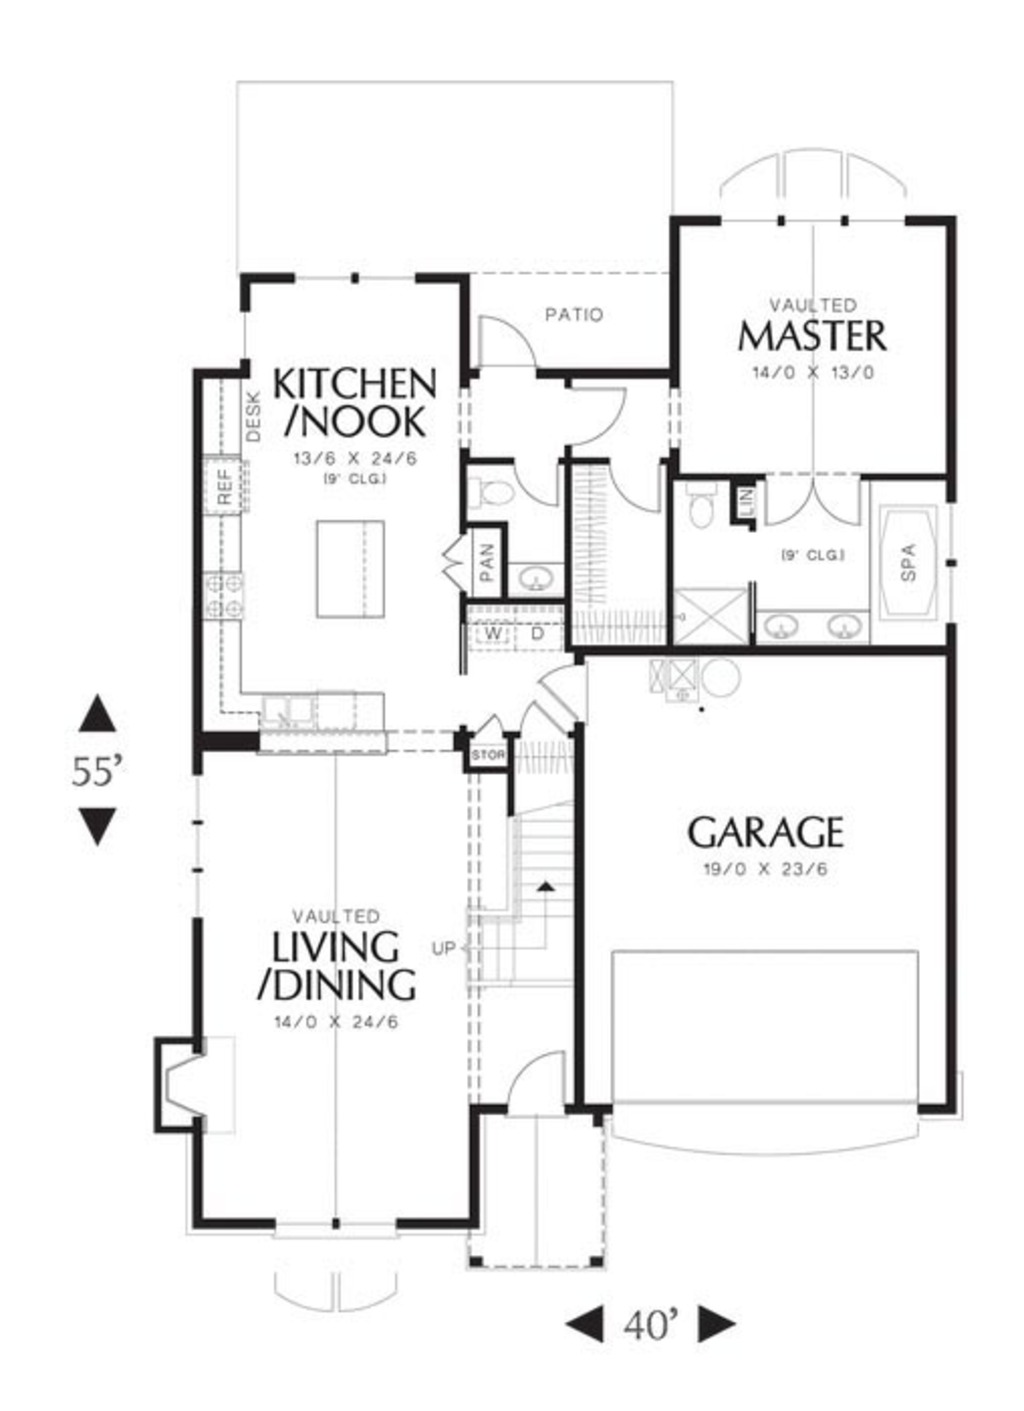 PATIO
VAULTED
MASTER
14/0 X 13/0
KITCHEN
/NOOK
13/6 X 24/6
(9' CLG.)
DESK
REF
PAN
LIN
(9' CLG.)
SPA
W D
STOR
55'
GARAGE
19/0 X 23/6
VAULTED
LIVING
/DINING
14/0 X 24/6
UP
40'